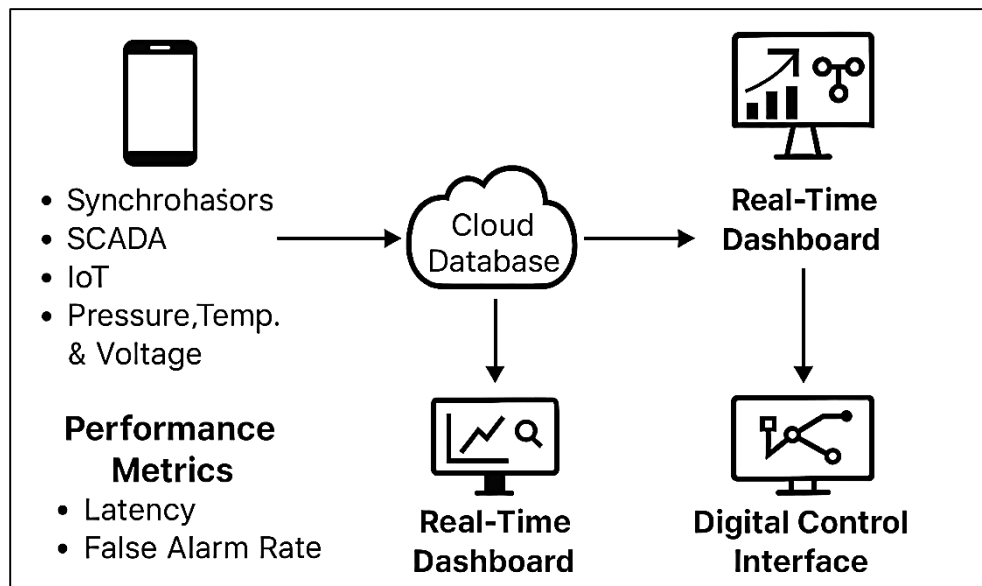 • Synchrohaṡors
• SCADA
• IoT
• Pressure,Temp.
& Voltage
Cloud
Database
Real-Time
Dashboard
Performance
Metrics
• Latency
• False Alarm Rate
Real-Time
Dashboard
Digital Control
Interface